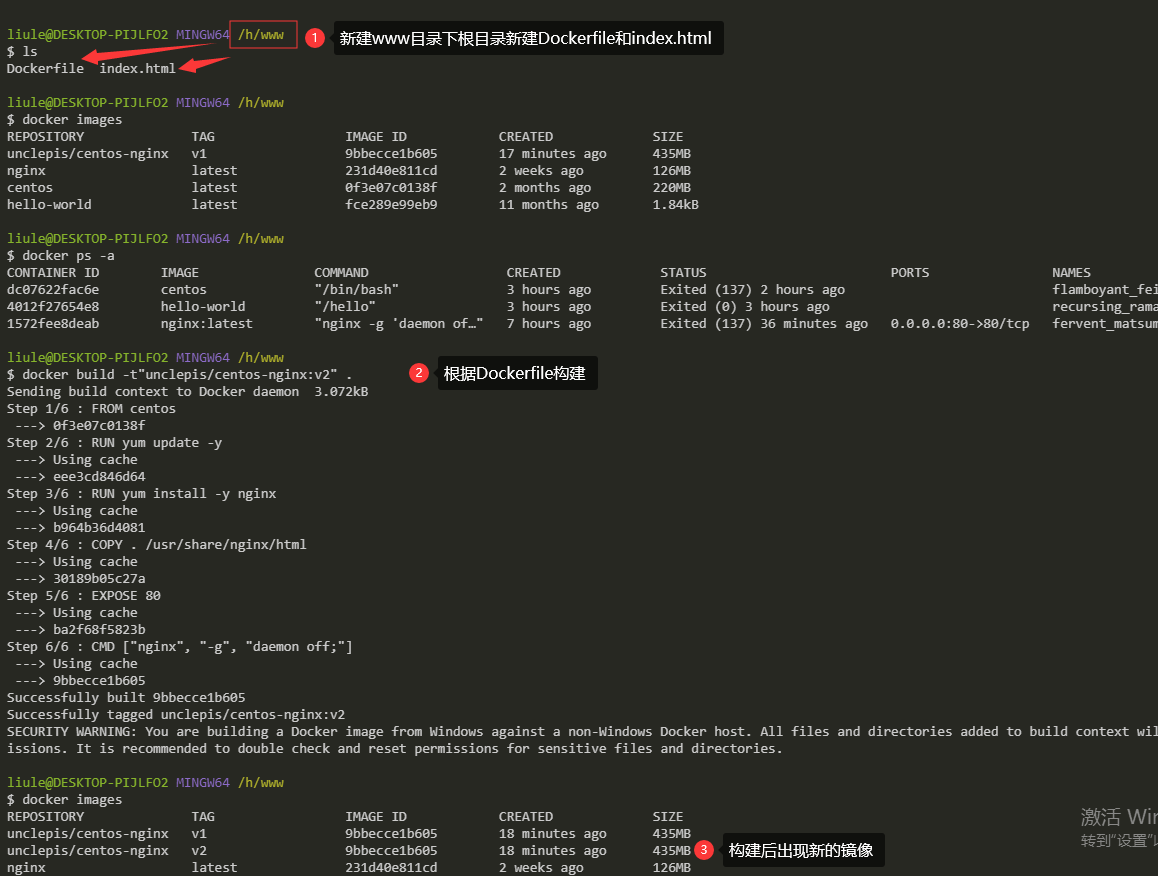 liule@DESKTOP-PIJLFO2 MINGW64 /h/www 1 新建www目录下根目录新建Dockerfile和index.html
$ ls
Dockerfile index.html
liule@DESKTOP-PIJLFO2 MINGW64 /h/www
$ docker images
REPOSITORY TAG IMAGE ID CREATED SIZE
unclepis/centos-nginx v1 9bbecce1b605 17 minutes ago 435MB
nginx latest 231d40e811cd 2 weeks ago 126MB
centos latest 0f3e07c0138f 2 months ago 220MB
hello-world latest fce289e99eb9 11 months ago 1.84kB
liule@DESKTOP-PIJLFO2 MINGW64 /h/www
$ docker ps -a
CONTAINER ID IMAGE COMMAND CREATED STATUS PORTS NAMES
dc07622fac6e centos "/bin/bash" 3 hours ago Exited (137) 2 hours ago flamboyant_fei
4012f27654e8 hello-world "/hello" 3 hours ago Exited (0) 3 hours ago recursing_rama
1572fee8deab nginx:latest "nginx -g 'daemon of…" 7 hours ago Exited (137) 36 minutes ago 0.0.0.0:80->80/tcp fervent_matsum
liule@DESKTOP-PIJLFO2 MINGW64 /h/www
$ docker build -t"unclepis/centos-nginx:v2" . 2 根据Dockerfile构建
Sending build context to Docker daemon 3.072kB
Step 1/6 : FROM centos
---> 0f3e07c0138f
Step 2/6 : RUN yum update -y
---> Using cache
---> eee3cd846d64
Step 3/6 : RUN yum install -y nginx
---> Using cache
---> b964b36d4081
Step 4/6 : COPY . /usr/share/nginx/html
---> Using cache
---> 30189b05c27a
Step 5/6 : EXPOSE 80
---> Using cache
---> ba2f68f5823b
Step 6/6 : CMD ["nginx", "-g", "daemon off;"]
---> Using cache
---> 9bbecce1b605
Successfully built 9bbecce1b605
Successfully tagged unclepis/centos-nginx:v2
SECURITY WARNING: You are building a Docker image from Windows against a non-Windows Docker host. All files and directories added to build context wil
issions. It is recommended to double check and reset permissions for sensitive files and directories.
liule@DESKTOP-PIJLFO2 MINGW64 /h/www
$ docker images
REPOSITORY TAG IMAGE ID CREATED SIZE
unclepis/centos-nginx v1 9bbecce1b605 18 minutes ago 435MB
unclepis/centos-nginx v2 9bbecce1b605 18 minutes ago 435MB 3 构建后出现新的镜像
nginx latest 231d40e811cd 2 weeks ago 126MB
激活 Win
转到"设置"以